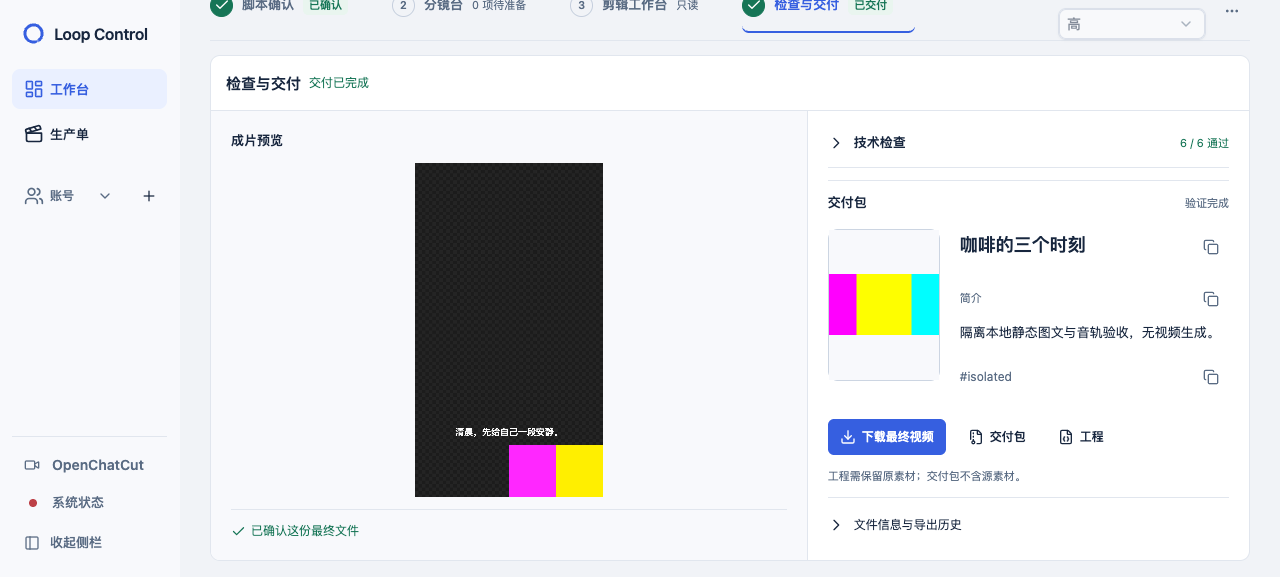 Loop Control
工作台
生产单
账号
OpenChatCut
系统状态
收起侧栏
脚本确认 已确认
2 分镜台 0 项待准备
3 剪辑工作台 只读
检查与交付 已交付
高
检查与交付 交付已完成
成片预览
清晨，先给自己一段安静。
已确认这份最终文件
技术检查 6 / 6 通过
交付包 验证完成
咖啡的三个时刻
简介
隔离本地静态图文与音轨验收，无视频生成。
#isolated
下载最终视频 交付包 工程
工程需保留原素材；交付包不含源素材。
文件信息与导出历史